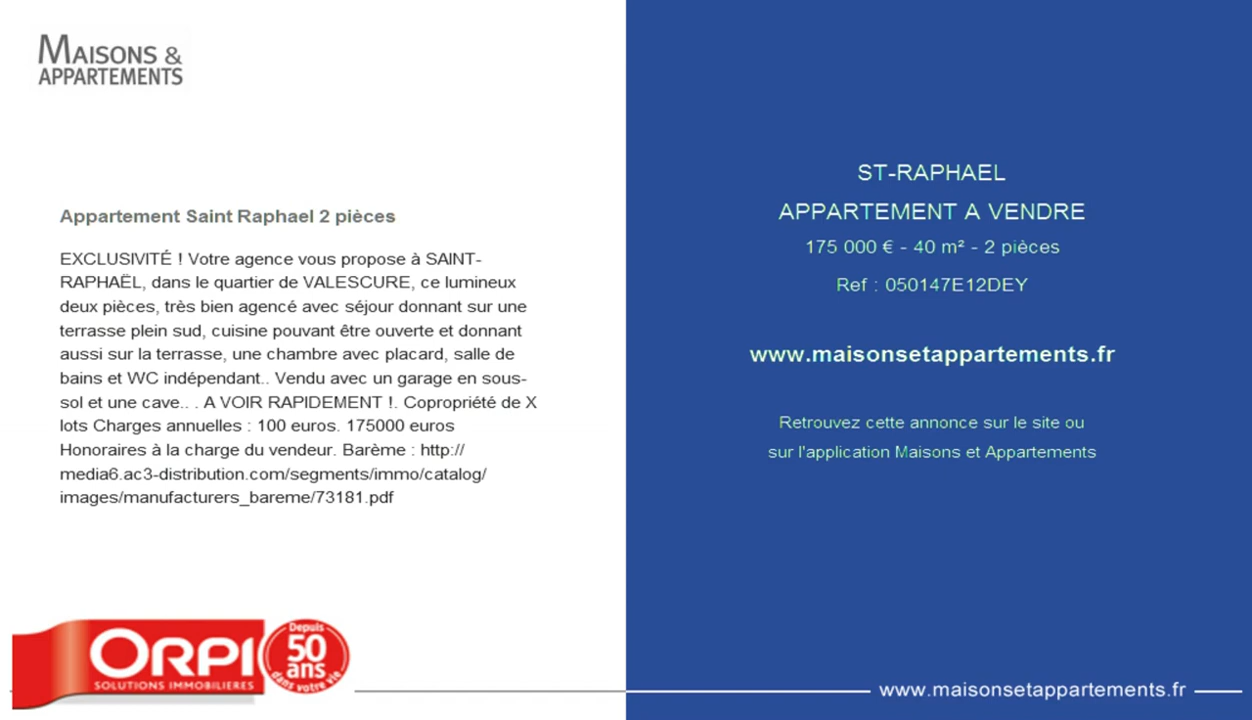 MAISONS &
APPARTEMENTS
Appartement Saint Raphael 2 pièces
EXCLUSIVITÉ ! Votre agence vous propose à SAINT-
RAPHAËL, dans le quartier de VALESCURE, ce lumineux
deux pièces, très bien agencé avec séjour donnant sur une
terrasse plein sud, cuisine pouvant être ouverte et donnant
aussi sur la terrasse, une chambre avec placard, salle de
bains et WC indépendant.. Vendu avec un garage en sous-
sol et une cave.. . A VOIR RAPIDEMENT !. Copropriété de X
lots Charges annuelles : 100 euros. 175000 euros
Honoraires à la charge du vendeur. Barème : http://
media6.ac3-distribution.com/segments/immo/catalog/
images/manufacturers_bareme/73181.pdf
ORPI
SOLUTIONS IMMOBILIERES
Depuis
50
ans
dans votre vie
ST-RAPHAEL
APPARTEMENT A VENDRE
175 000 € - 40 m² - 2 pièces
Ref : 050147E12DEY
www.maisonsetappartements.fr
Retrouvez cette annonce sur le site ou
sur l'application Maisons et Appartements
www.maisonsetappartements.fr